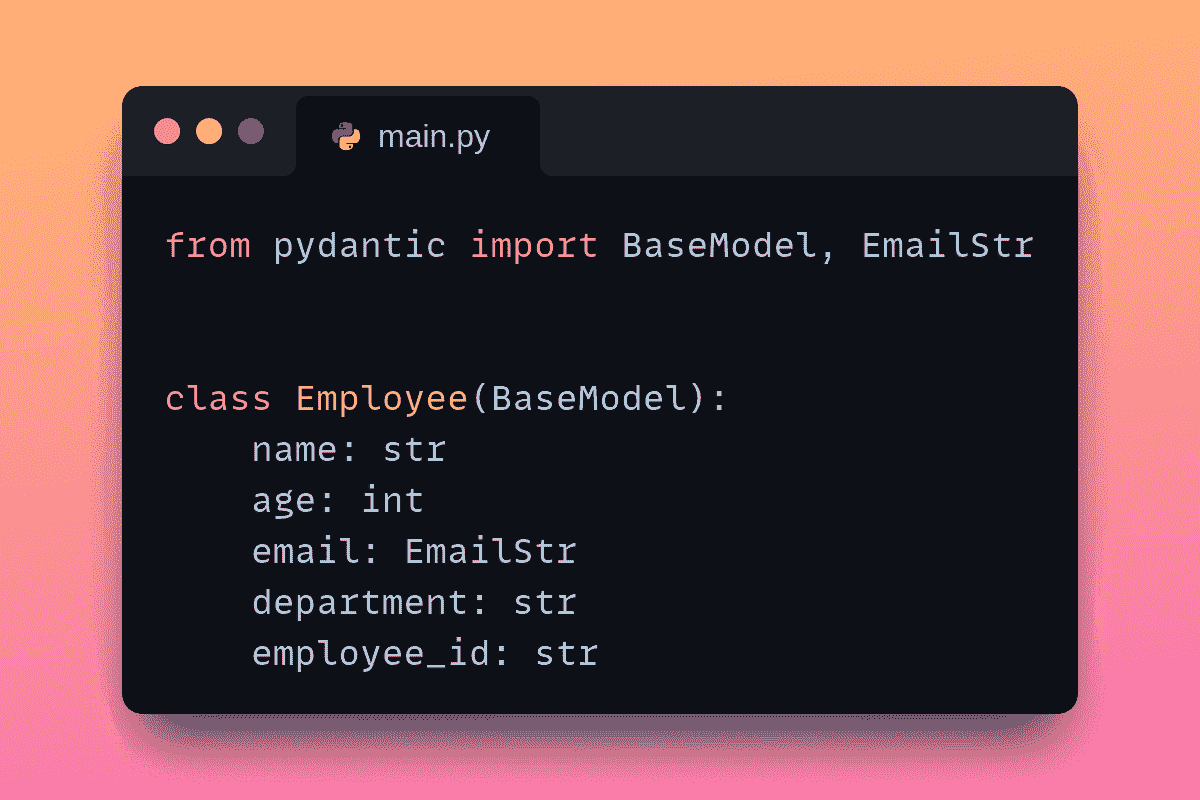 main.py
from pydantic import BaseModel, EmailStr
class Employee(BaseModel):
    name: str
    age: int
    email: EmailStr
    department: str
    employee_id: str